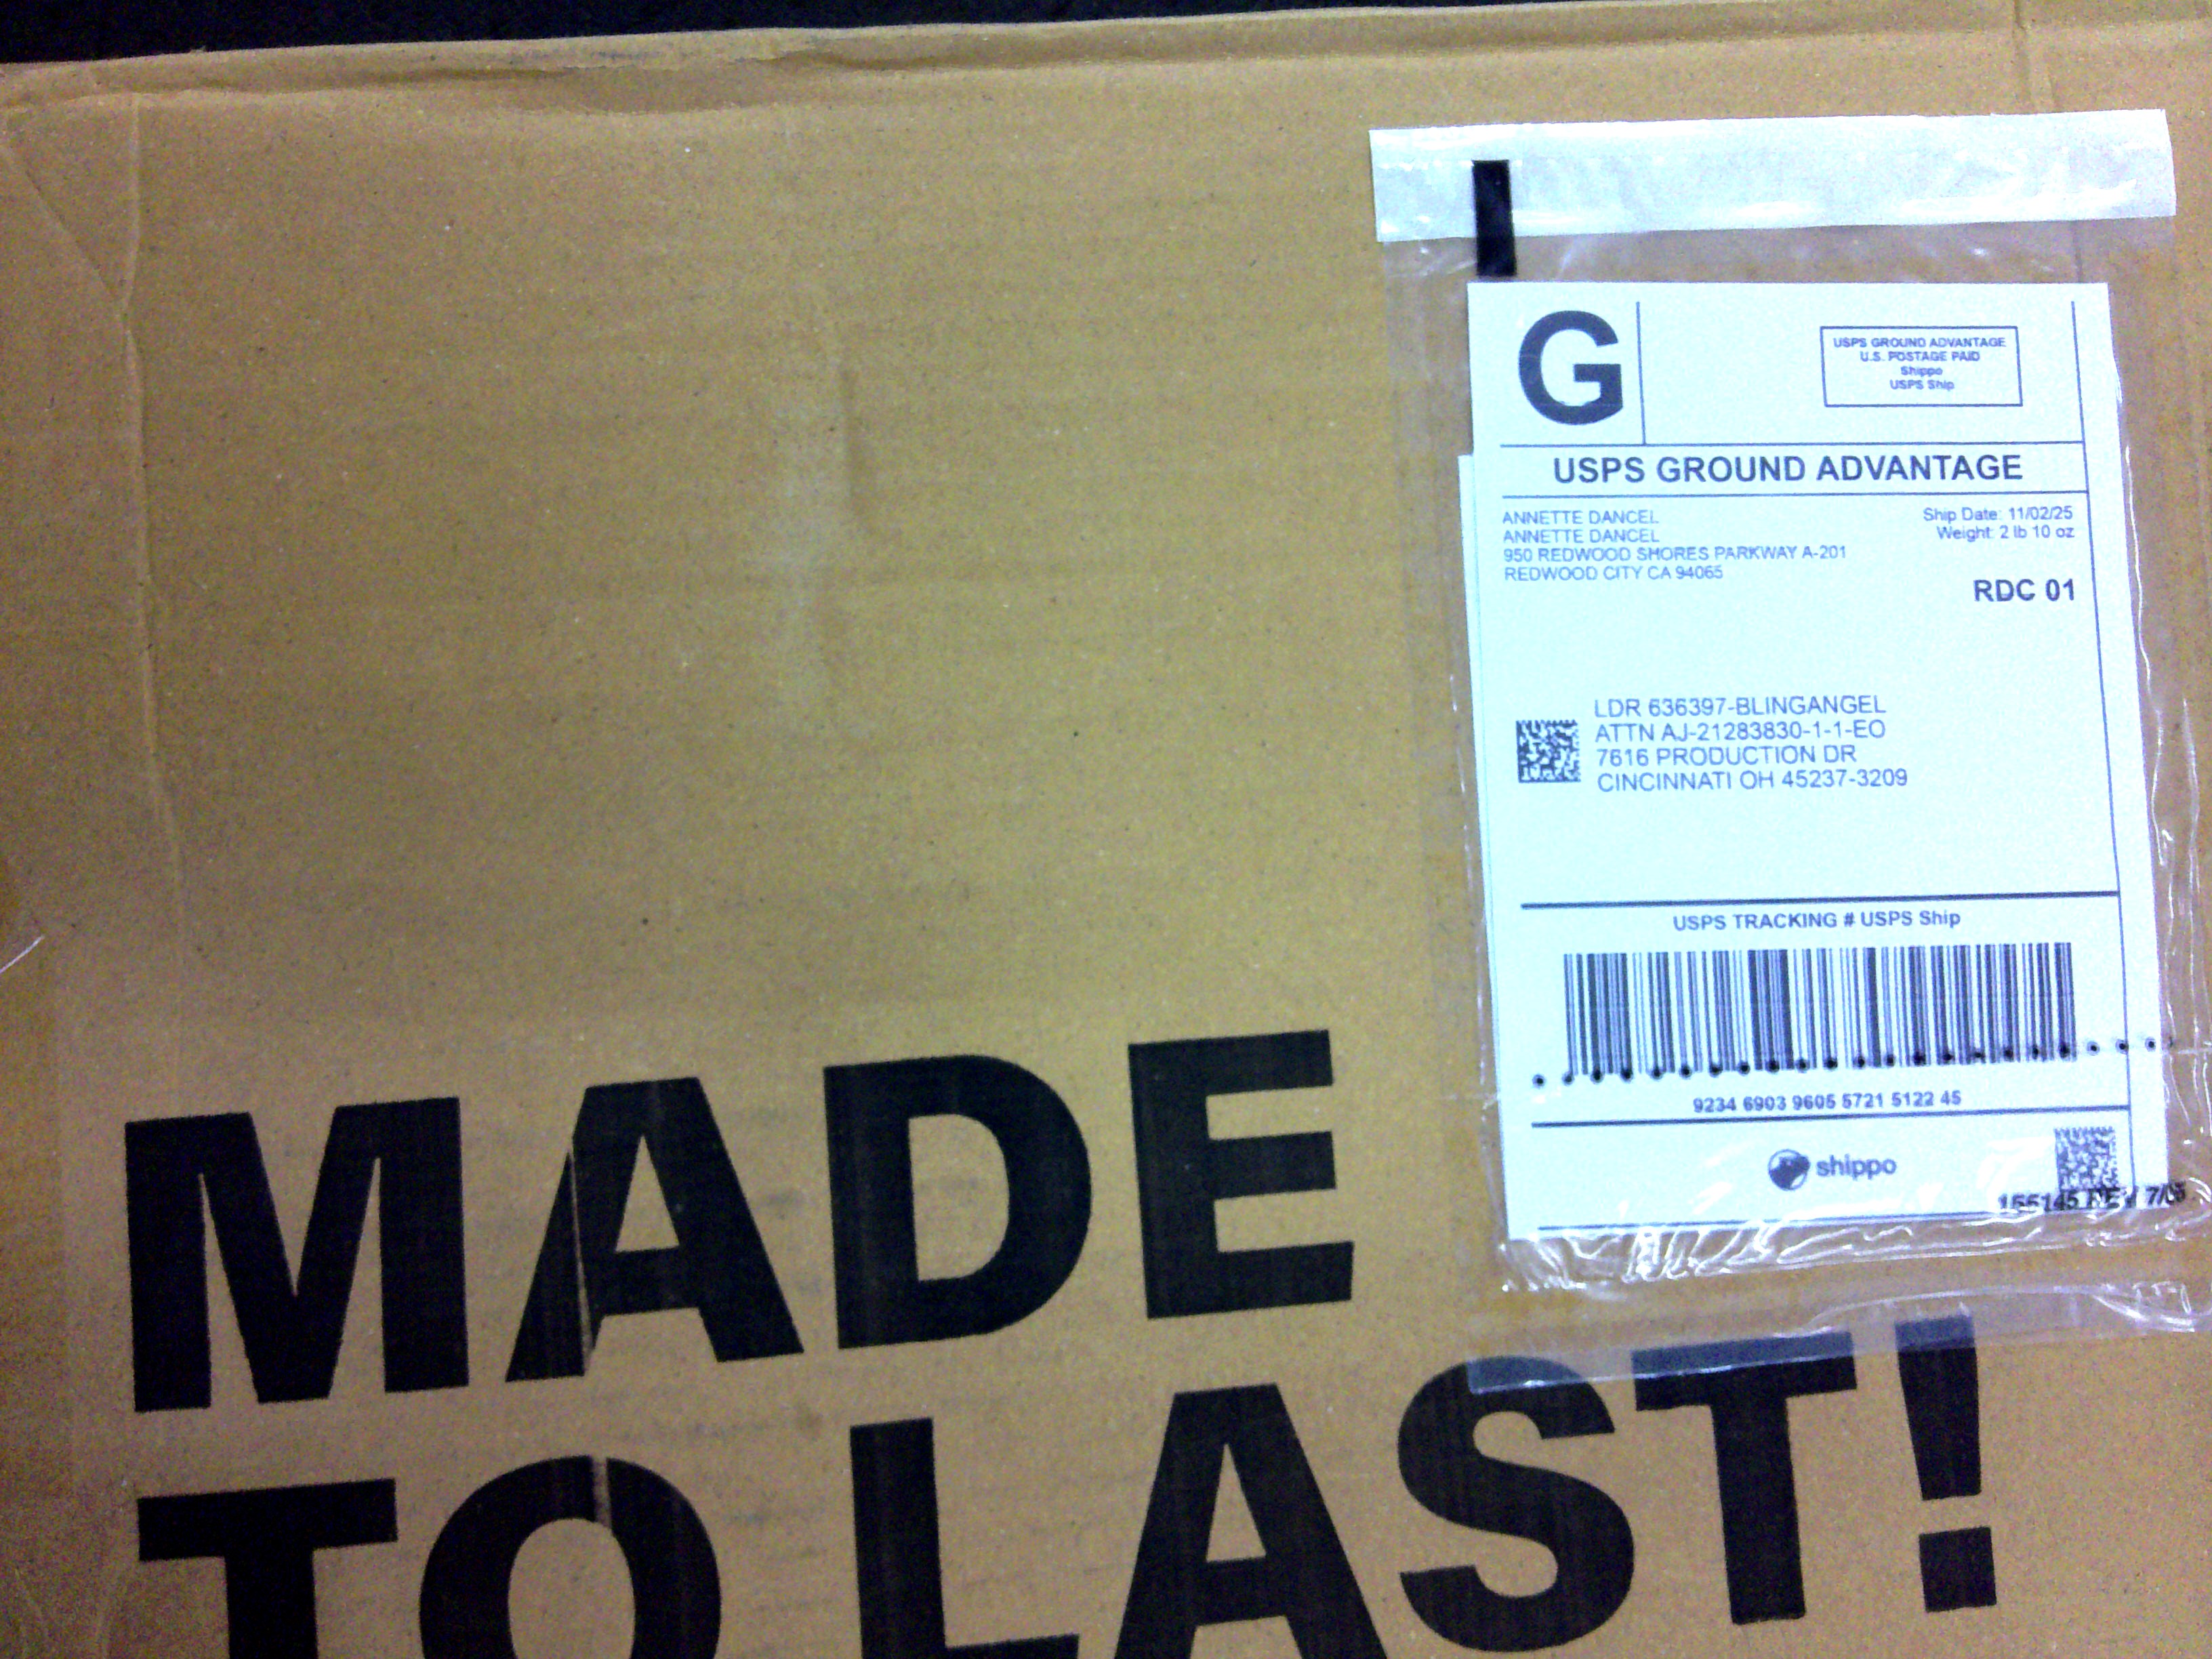 G
USPS GROUND ADVANTAGE
U.S. POSTAGE PAID
Shippo
USPS Ship
USPS GROUND ADVANTAGE
ANNETTE DANCEL
ANNETTE DANCEL
950 REDWOOD SHORES PARKWAY A-201
REDWOOD CITY CA 94065
Ship Date: 11/02/25
Weight: 2 lb 10 oz
RDC 01
LDR 636397-BLINGANGEL
ATTN AJ-21283830-1-1-EO
7616 PRODUCTION DR
CINCINNATI OH 45237-3209
USPS TRACKING # USPS Ship
9234 6903 9605 5721 5122 45
shippo
155145 REV
MADE
TO LAST!